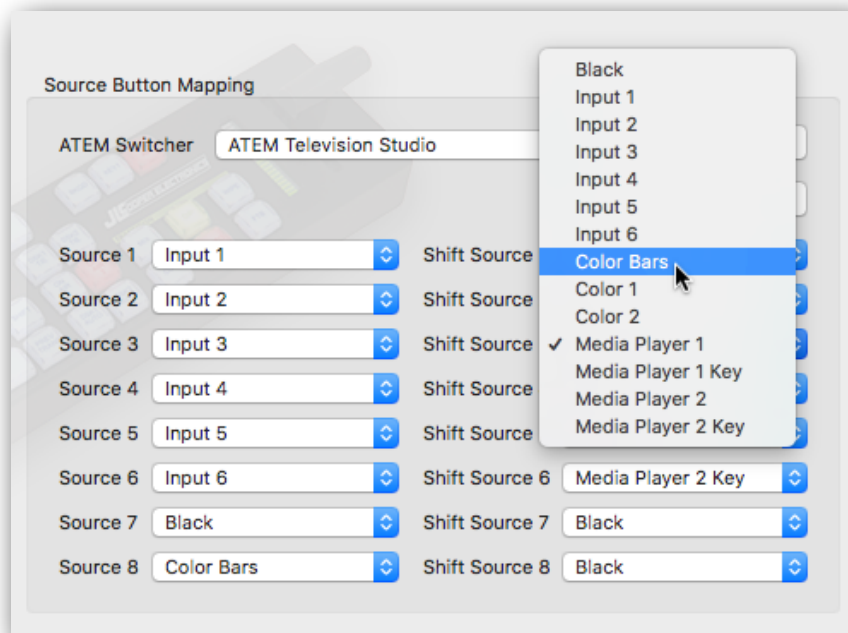 Source Button Mapping
ATEM Switcher ATEM Television Studio
Source 1 Input 1 Shift Source
Source 2 Input 2 Shift Source
Source 3 Input 3 Shift Source
Source 4 Input 4 Shift Source
Source 5 Input 5 Shift Source
Source 6 Input 6 Shift Source 6 Media Player 2 Key
Source 7 Black Shift Source 7 Black
Source 8 Color Bars Shift Source 8 Black
Black
Input 1
Input 2
Input 3
Input 4
Input 5
Input 6
Color Bars
Color 1
Color 2
✓ Media Player 1
Media Player 1 Key
Media Player 2
Media Player 2 Key